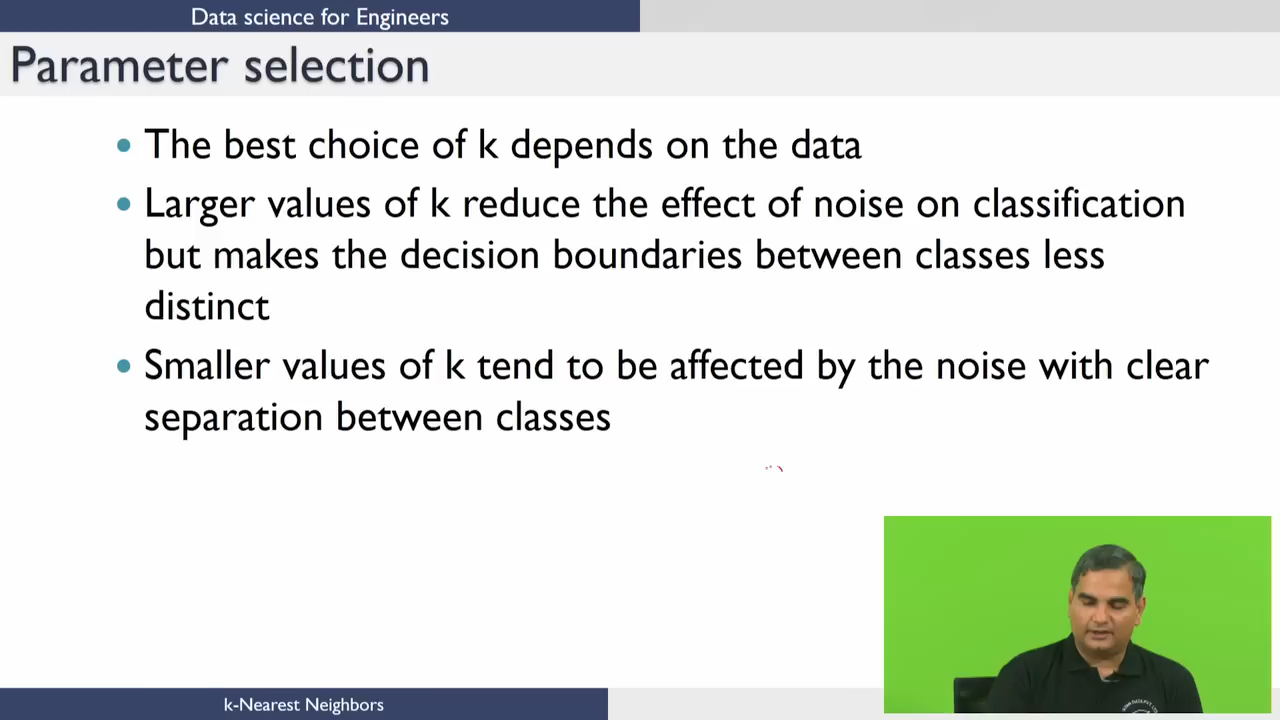 Data science for Engineers
Parameter selection
• The best choice of k depends on the data
• Larger values of k reduce the effect of noise on classification
but makes the decision boundaries between classes less
distinct
• Smaller values of k tend to be affected by the noise with clear
separation between classes
k-Nearest Neighbors